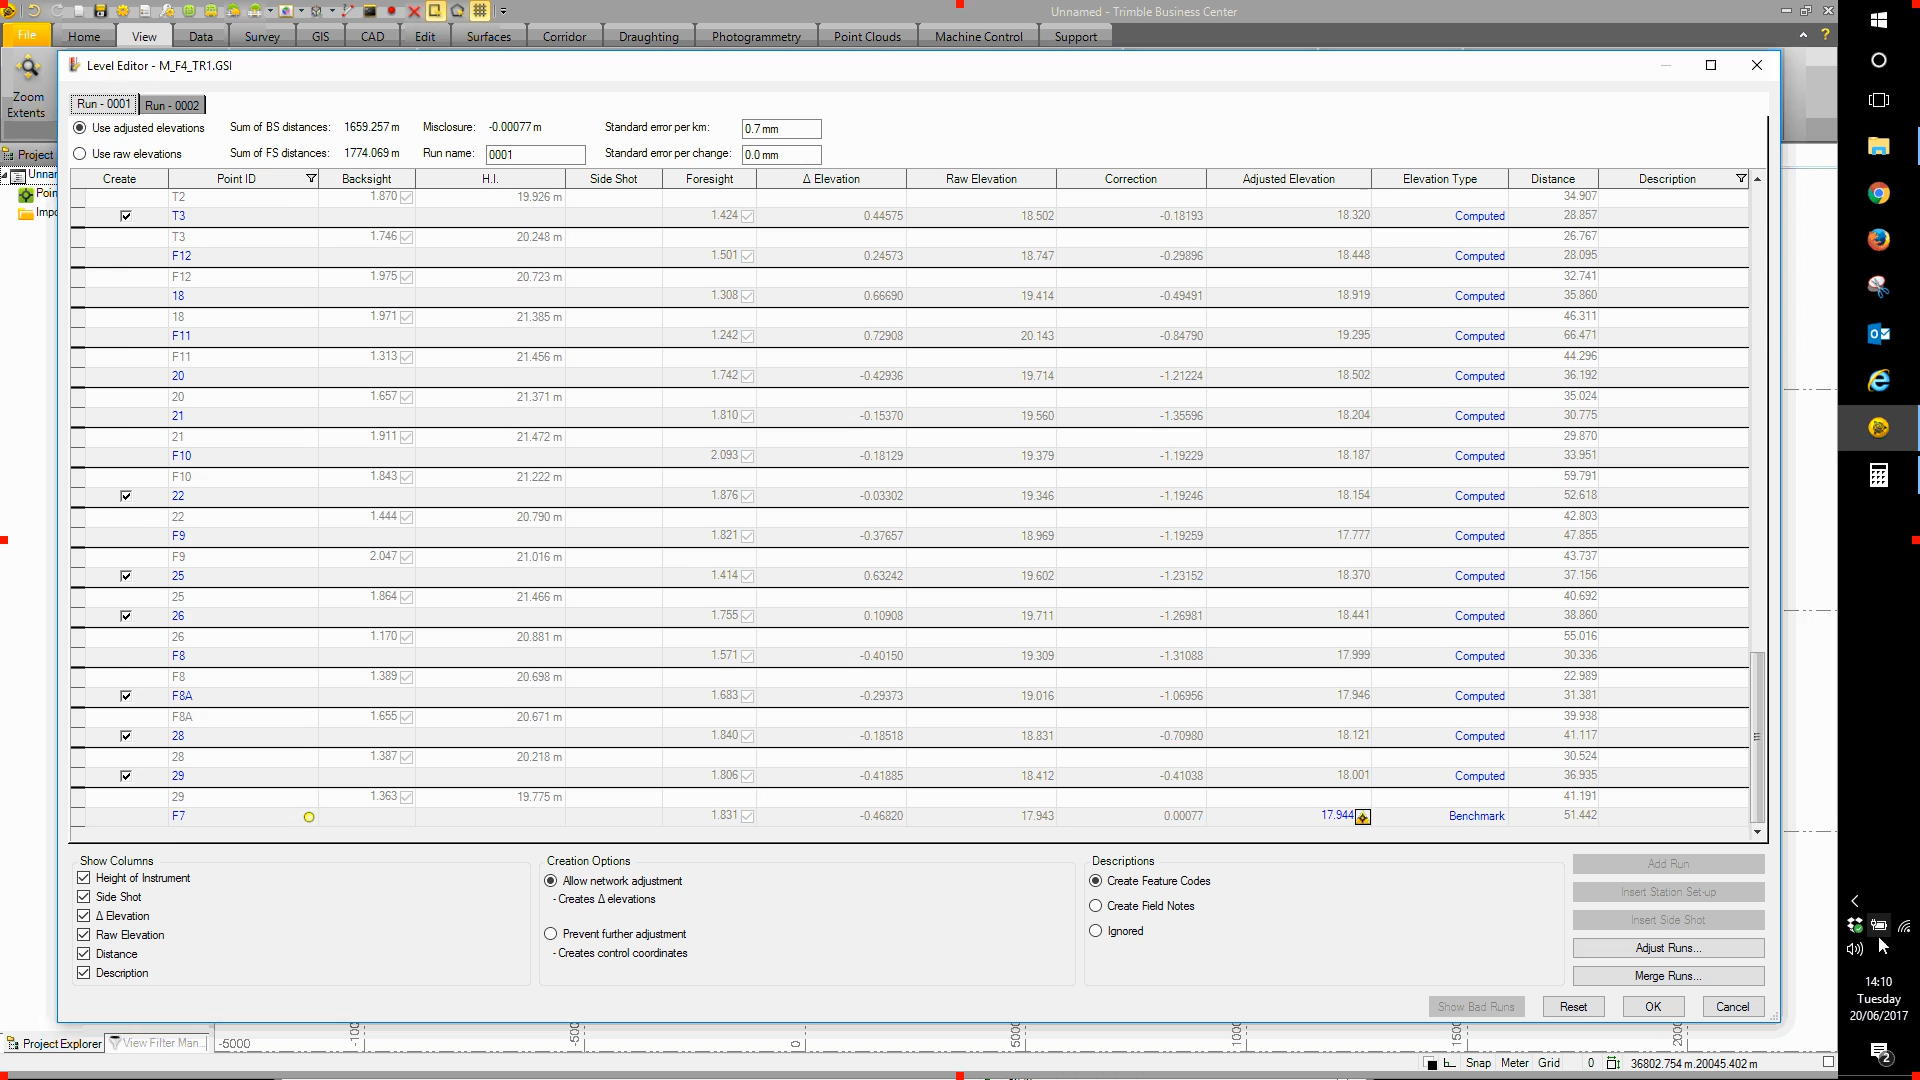 Unnamed - Trimble Business Center
File Home View Data Survey GIS CAD Edit Surfaces Corridor Draughting Photogrammetry Point Clouds Machine Control Support
Zoom
Extents
Project
Level Editor - M_F4_TR1.GSI
Run - 0001 Run - 0002
Use adjusted elevations Sum of BS distances: 1659.257 m Misclosure: -0.00077 m Standard error per km: 0.7 mm
Use raw elevations Sum of FS distances: 1774.069 m Run name: 0001 Standard error per change: 0.0 mm
Create Point ID Backsight H.I. Side Shot Foresight Δ Elevation Raw Elevation Correction Adjusted Elevation Elevation Type Distance Description
T2 1.870 19.926 m 34.907
T3 1.424 0.44575 18.502 -0.18193 18.320 Computed 28.857
T3 1.746 20.248 m 26.767
F12 1.501 0.24573 18.747 -0.29896 18.448 Computed 28.095
F12 1.975 20.723 m 32.741
18 1.308 0.66690 19.414 -0.49491 18.919 Computed 35.860
18 1.971 21.385 m 46.311
F11 1.242 0.72908 20.143 -0.84790 19.295 Computed 66.471
F11 1.313 21.456 m 44.296
20 1.742 -0.42936 19.714 -1.21224 18.502 Computed 36.192
20 1.657 21.371 m 35.024
21 1.810 -0.15370 19.560 -1.35596 18.204 Computed 30.775
21 1.911 21.472 m 29.870
F10 2.093 -0.18129 19.379 -1.19229 18.187 Computed 33.951
F10 1.843 21.222 m 59.791
22 1.876 -0.03302 19.346 -1.19246 18.154 Computed 52.618
22 1.444 20.790 m 42.803
F9 1.821 -0.37657 18.969 -1.19259 17.777 Computed 47.855
F9 2.047 21.016 m 43.737
25 1.414 0.63242 19.602 -1.23152 18.370 Computed 37.156
25 1.864 21.466 m 40.692
26 1.755 0.10908 19.711 -1.26981 18.441 Computed 38.860
26 1.170 20.881 m 55.016
F8 1.571 -0.40150 19.309 -1.31088 17.999 Computed 30.336
F8 1.389 20.698 m 22.989
F8A 1.683 -0.29373 19.016 -1.06956 17.946 Computed 31.381
F8A 1.655 20.671 m 39.938
28 1.840 -0.18518 18.831 -0.70980 18.121 Computed 41.117
28 1.387 20.218 m 30.524
29 1.806 -0.41885 18.412 -0.41038 18.001 Computed 36.935
29 1.363 19.775 m 41.191
F7 1.831 -0.46820 17.943 0.00077 17.944 Benchmark 51.442
Show Columns
Height of Instrument
Side Shot
Δ Elevation
Raw Elevation
Distance
Description
Creation Options
Allow network adjustment
- Creates Δ elevations
Prevent further adjustment
- Creates control coordinates
Descriptions
Create Feature Codes
Create Field Notes
Ignored
Add Run
Insert Station Set-up
Insert Side Shot
Adjust Runs...
Merge Runs...
Show Bad Runs Reset OK Cancel
Project Explorer View Filter Man...
-5000 0
Snap Meter Grid 0 36802.754 m,20045.402 m
14:10
Tuesday
20/06/2017
2